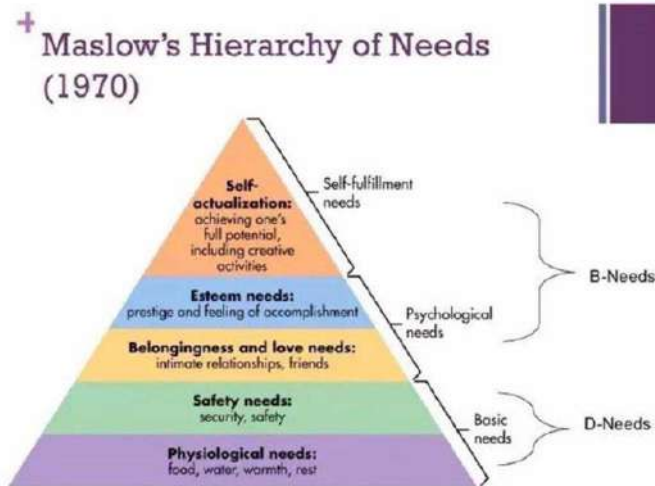 +
Maslow's Hierarchy of Needs
(1970)
Self-
actualization:
achieving one's
full potential,
including creative
activities
Self-fulfillment
needs
Esteem needs:
prestige and feeling of accomplishment
Belongingness and love needs:
intimate relationships, friends
Psychological
needs
B-Needs
Safety needs:
security, safety
Physiological needs:
food, water, warmth, rest
Basic
needs
D-Needs